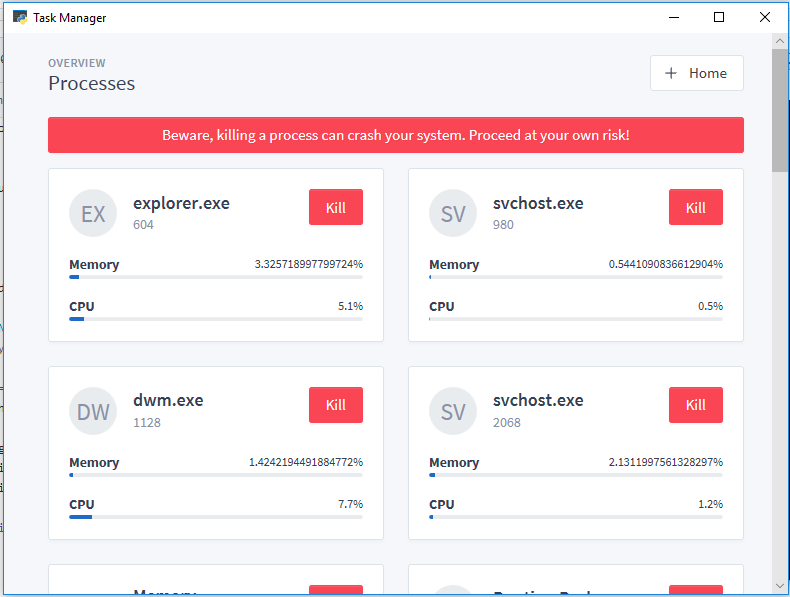 Task Manager
OVERVIEW
Processes
+ Home
Beware, killing a process can crash your system. Proceed at your own risk!
EX
explorer.exe
604
Kill
Memory 3.325718997799724%
CPU 5.1%
SV
svchost.exe
980
Kill
Memory 0.5441090836612904%
CPU 0.5%
DW
dwm.exe
1128
Kill
Memory 1.4242194491884772%
CPU 7.7%
SV
svchost.exe
2068
Kill
Memory 2.1311997561328297%
CPU 1.2%